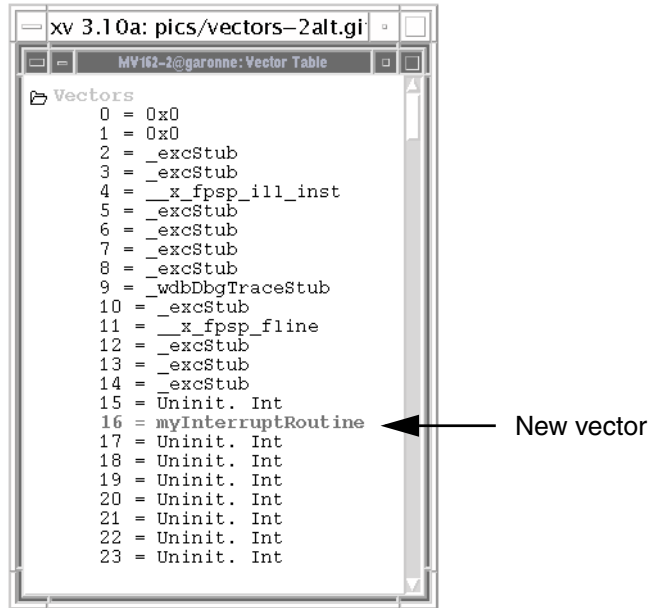 xv 3.10a: pics/vectors-2alt.gif
MV162-2@garonne: Vector Table
Vectors
0 = 0x0
1 = 0x0
2 = _excStub
3 = _excStub
4 = __x_fpsp_ill_inst
5 = _excStub
6 = _excStub
7 = _excStub
8 = _excStub
9 = _wdbDbgTraceStub
10 = _excStub
11 = __x_fpsp_fline
12 = _excStub
13 = _excStub
14 = _excStub
15 = Uninit. Int
16 = myInterruptRoutine
New vector
17 = Uninit. Int
18 = Uninit. Int
19 = Uninit. Int
20 = Uninit. Int
21 = Uninit. Int
22 = Uninit. Int
23 = Uninit. Int